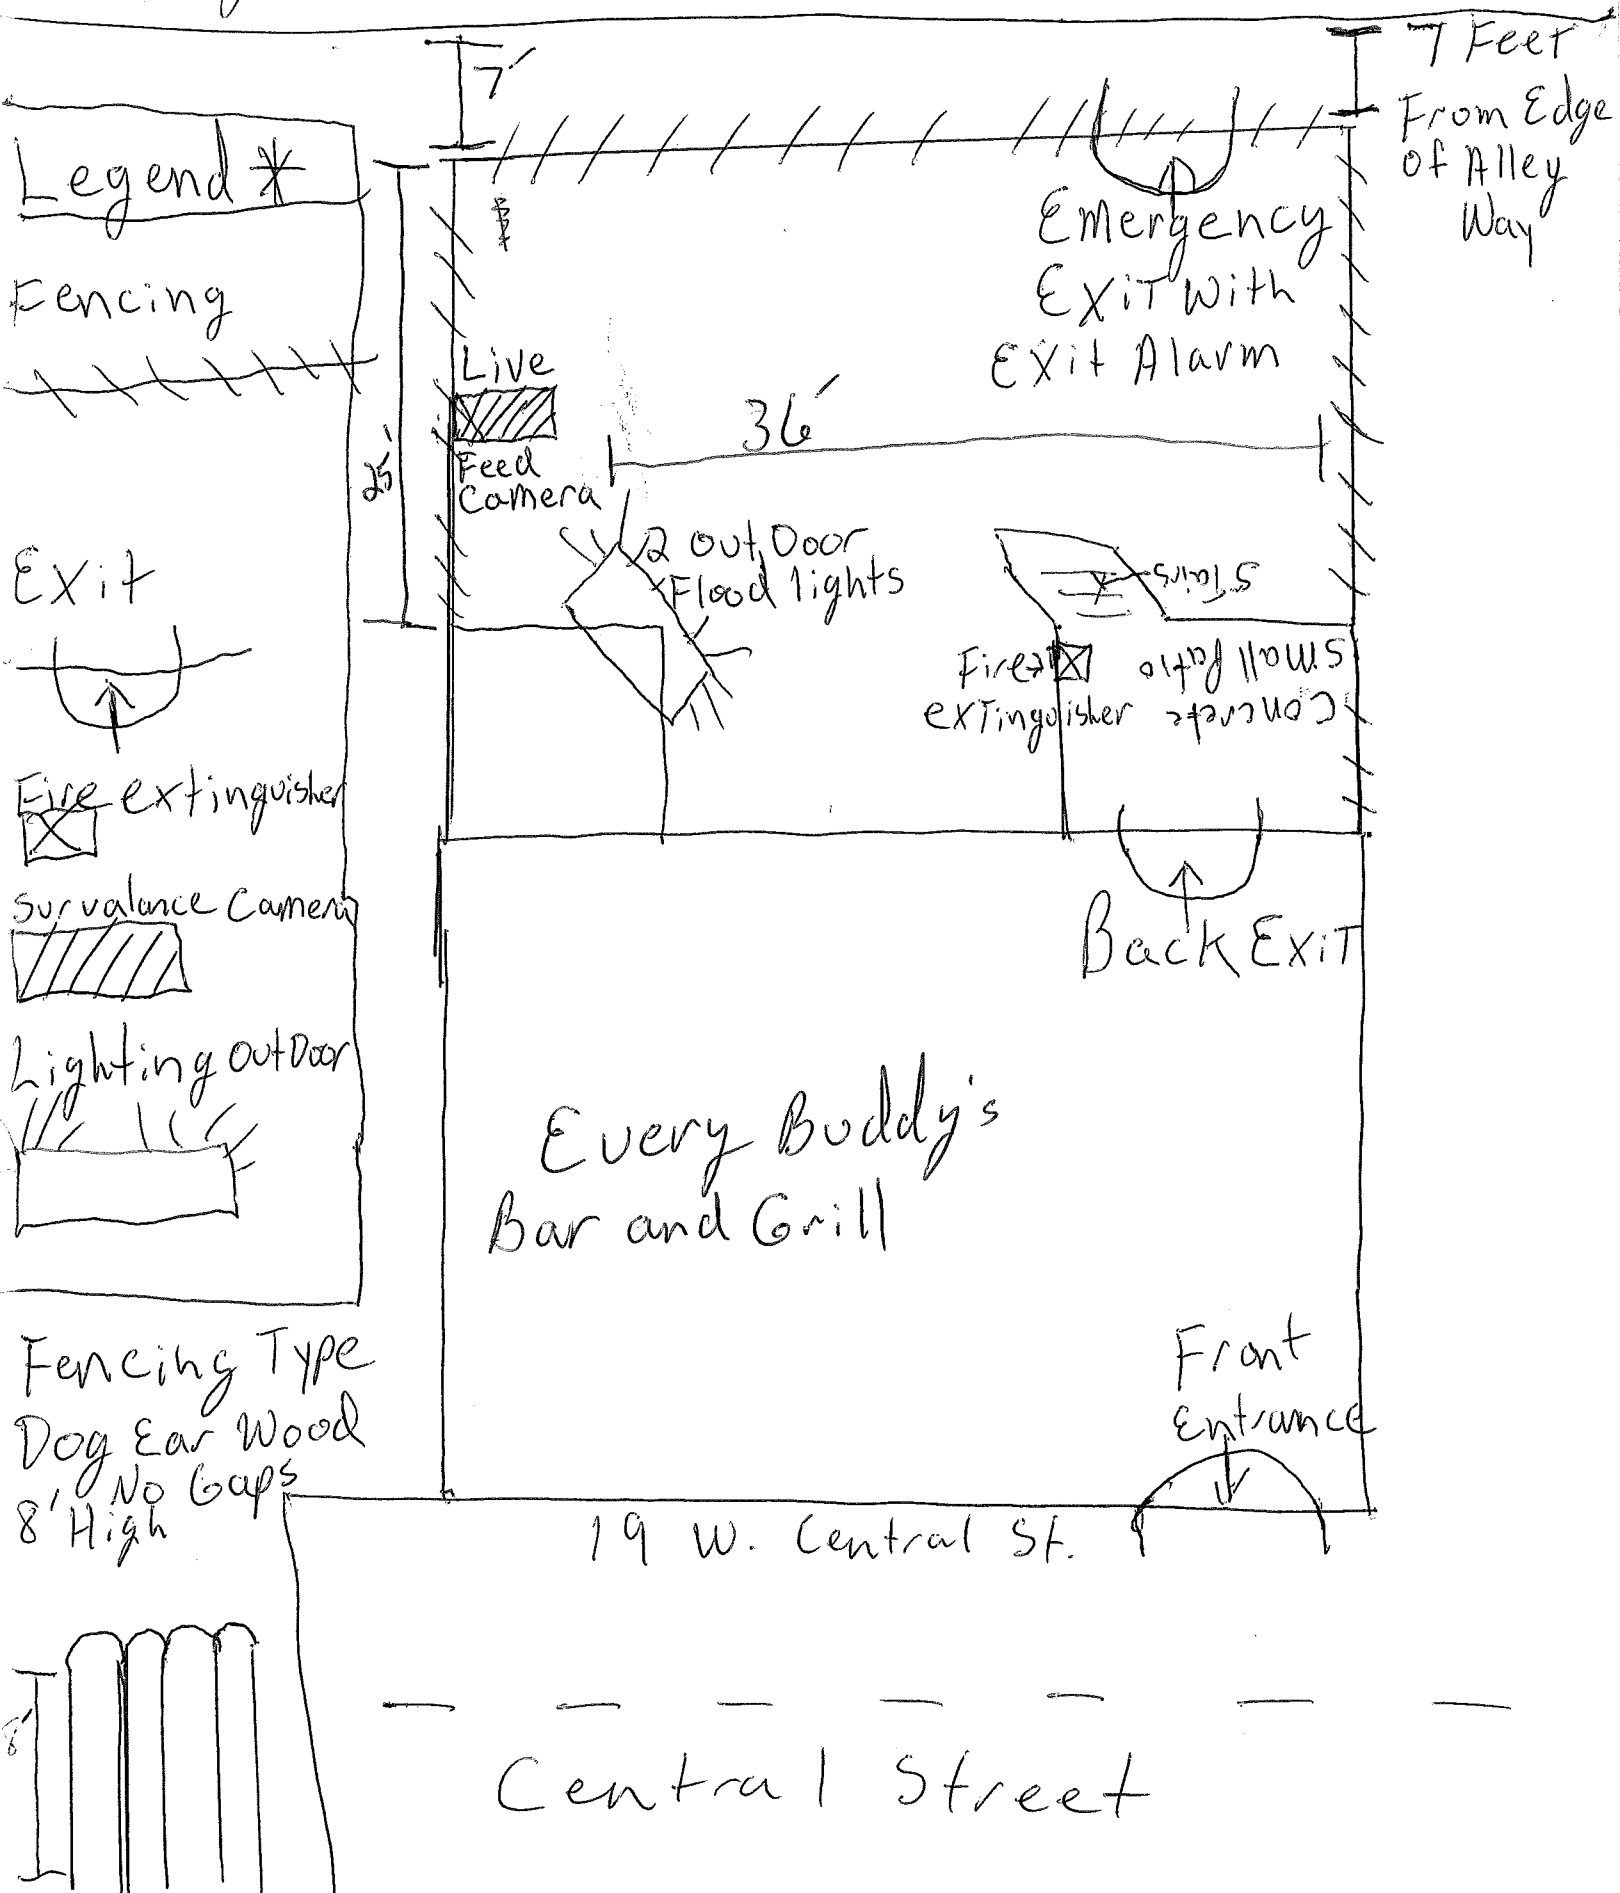 7'
7 Feet
From Edge
of Alley
Way
Legend *
Fencing
Exit
Fire extinguisher
Survalance Camera
Lighting OutDoor
Emergency
Exit With
Exit Alarm
Live
Feed
Camera
25'
36'
2 OutDoor
Flood lights
Stairs
Fire
extinguisher
Concrete
Small Patio
Back Exit
Every Buddy's
Bar and Grill
Front
Entrance
19 W. Central St.
Fencing Type
Dog Ear Wood
No Gaps
8' High
8'
Central Street